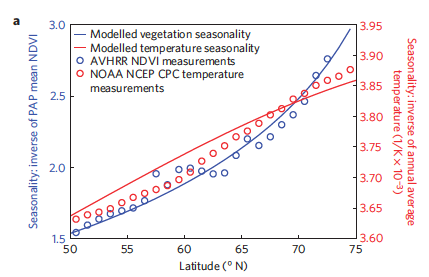 a
3.0
2.5
2.0
1.5
Seasonality: inverse of PAP mean NDVI
Modelled vegetation seasonality
Modelled temperature seasonality
AVHRR NDVI measurements
NOAA NCEP CPC temperature
measurements
3.95
3.90
3.85
3.80
3.75
3.70
3.65
3.60
Seasonality: inverse of annual average
temperature (1/K × 10⁻³)
50
55
60
65
70
75
Latitude (° N)